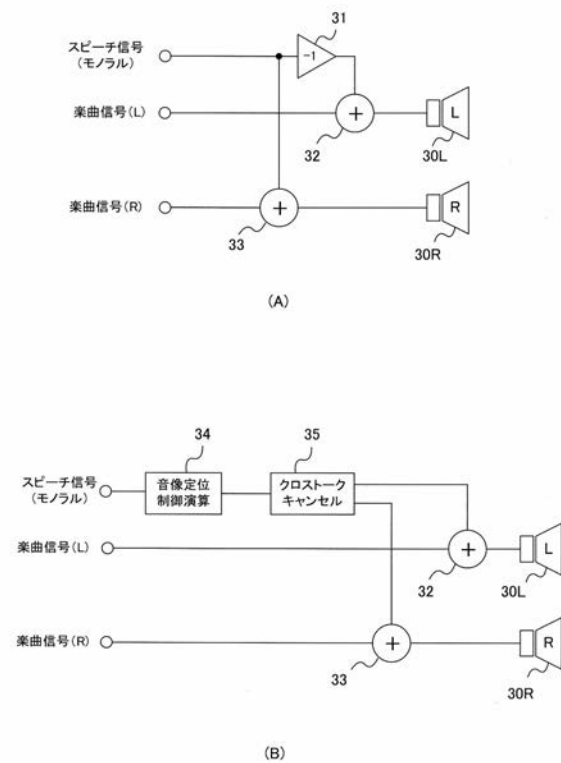 31
スピーチ信号
(モノラル)
-1
楽曲信号(L)
+
L
32
30L
楽曲信号(R)
+
R
33
30R
(A)
34
35
スピーチ信号
(モノラル)
音像定位
制御演算
クロストーク
キャンセル
楽曲信号(L)
+
L
32
30L
楽曲信号(R)
+
R
33
30R
(B)